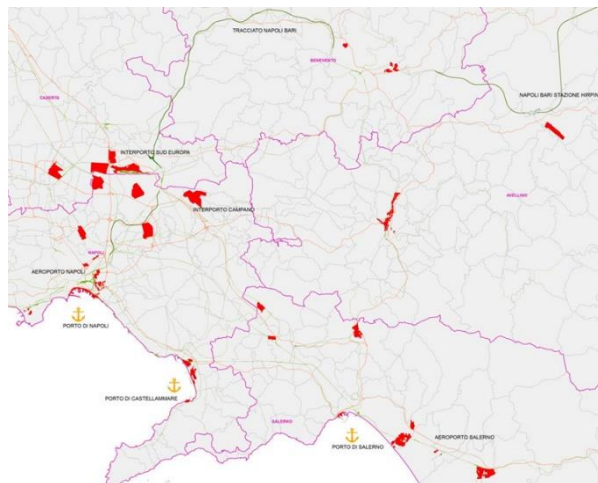 TRACCIATO NAPOLI BARI
BENEVENTO
CASERTA
NAPOLI BARI STAZIONE HIRPIN
INTERPORTO SUD EUROPA
AVELLINO
INTERPORTO CAMPANO
NAPOLI
AEROPORTO NAPOLI
PORTO DI NAPOLI
PORTO DI CASTELLAMMARE
SALERNO
AEROPORTO SALERNO
PORTO DI SALERNO